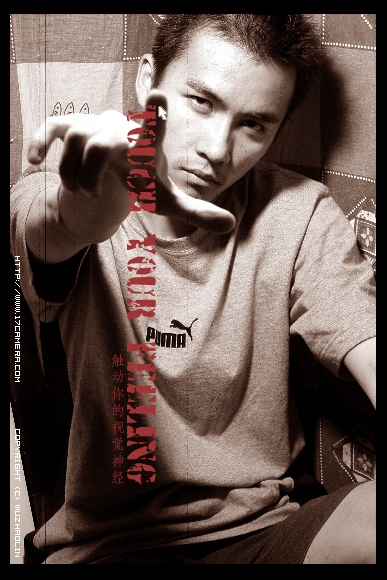 TOUCH YOUR FEELING
触动你的视觉神经
PUMA
HTTP://WWW.17CAMERA.COM
COPYRIGHT (C) WUZHAOLIN